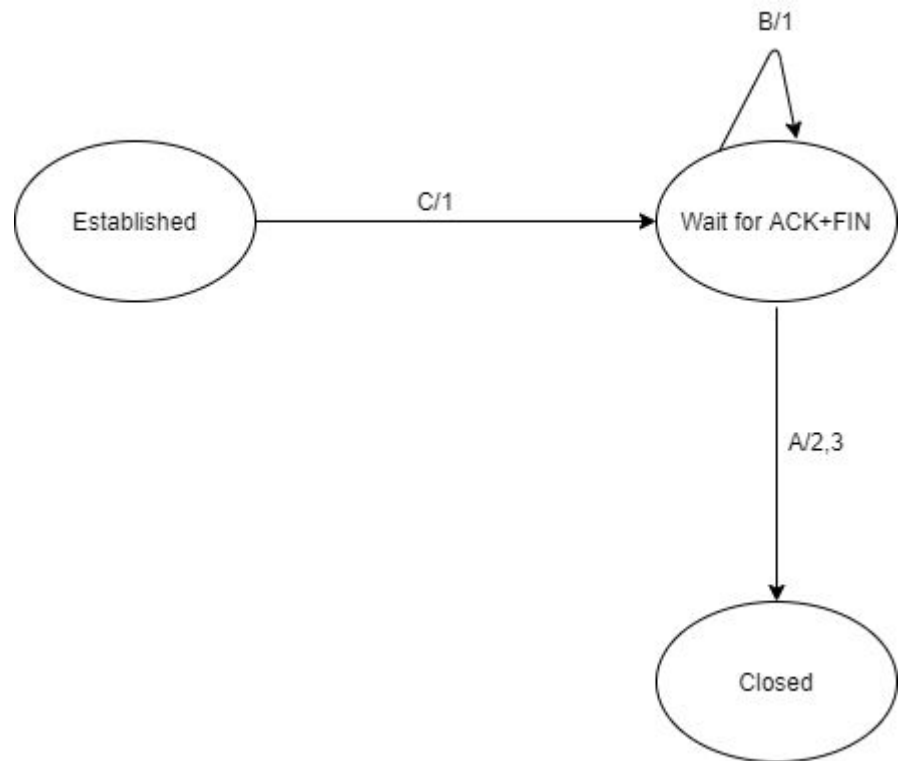 B/1
Established
C/1
Wait for ACK+FIN
A/2,3
Closed